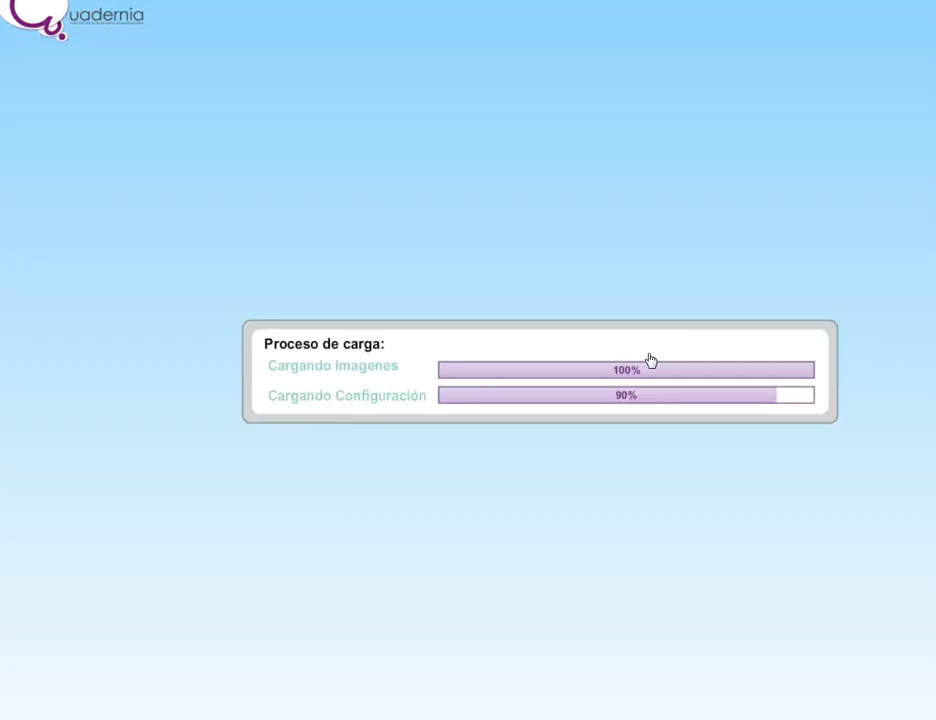 uadernia
Proceso de carga:
Cargando Imagenes
100%
Cargando Configuración
90%